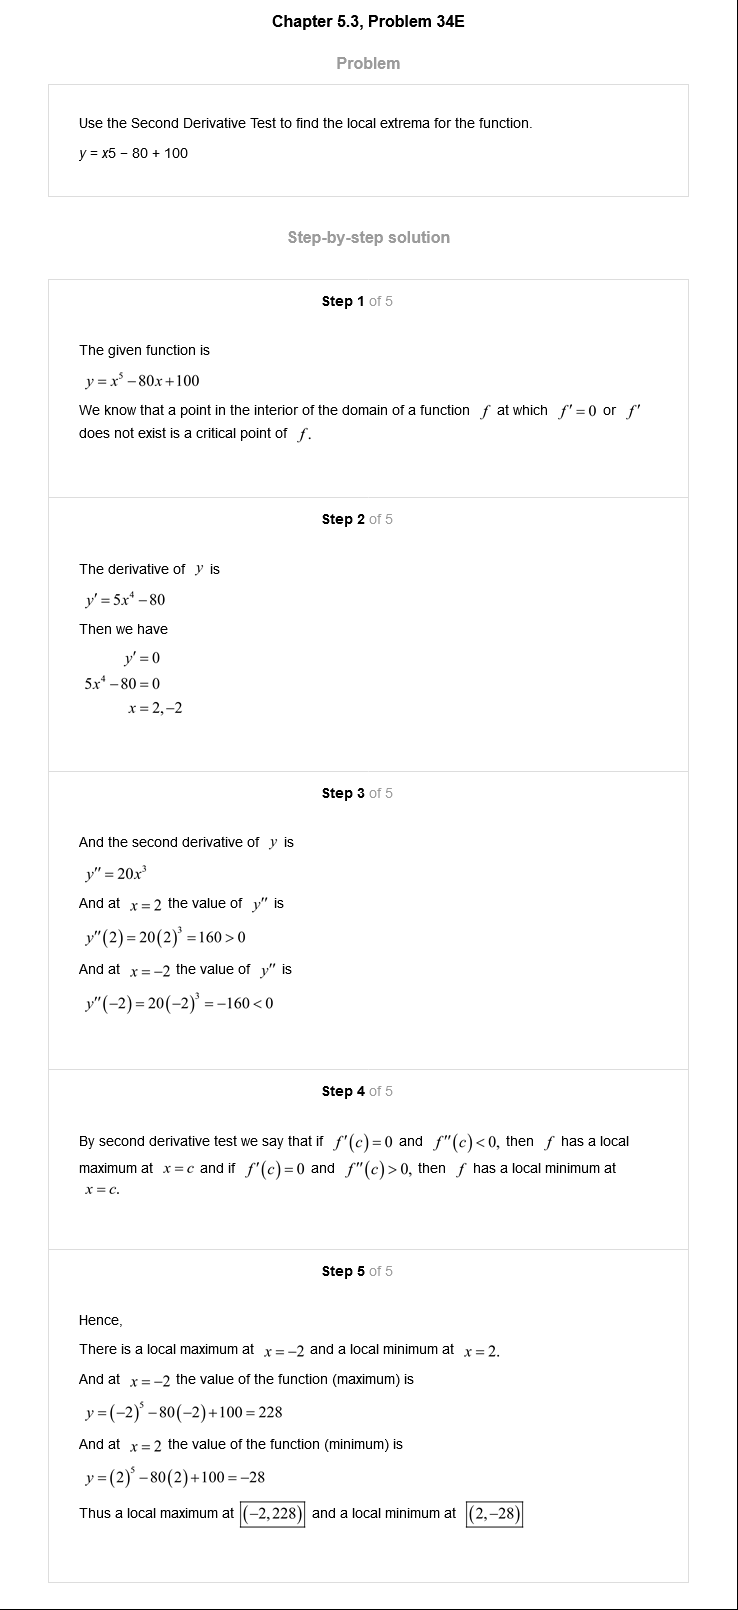 Chapter 5.3, Problem 34E
Problem
Use the Second Derivative Test to find the local extrema for the function.
y = x5 − 80 + 100
Step-by-step solution
Step 1 of 5
The given function is
y = x⁵ − 80x + 100
We know that a point in the interior of the domain of a function f at which f′ = 0 or f′
does not exist is a critical point of f.
Step 2 of 5
The derivative of y is
y′ = 5x⁴ − 80
Then we have
y′ = 0
5x⁴ − 80 = 0
x = 2, −2
Step 3 of 5
And the second derivative of y is
y″ = 20x³
And at x = 2 the value of y″ is
y″(2) = 20(2)³ = 160 > 0
And at x = −2 the value of y″ is
y″(−2) = 20(−2)³ = −160 < 0
Step 4 of 5
By second derivative test we say that if f′(c) = 0 and f″(c) < 0, then f has a local
maximum at x = c and if f′(c) = 0 and f″(c) > 0, then f has a local minimum at
x = c.
Step 5 of 5
Hence,
There is a local maximum at x = −2 and a local minimum at x = 2.
And at x = −2 the value of the function (maximum) is
y = (−2)⁵ − 80(−2) + 100 = 228
And at x = 2 the value of the function (minimum) is
y = (2)⁵ − 80(2) + 100 = −28
Thus a local maximum at (−2, 228) and a local minimum at (2, −28)